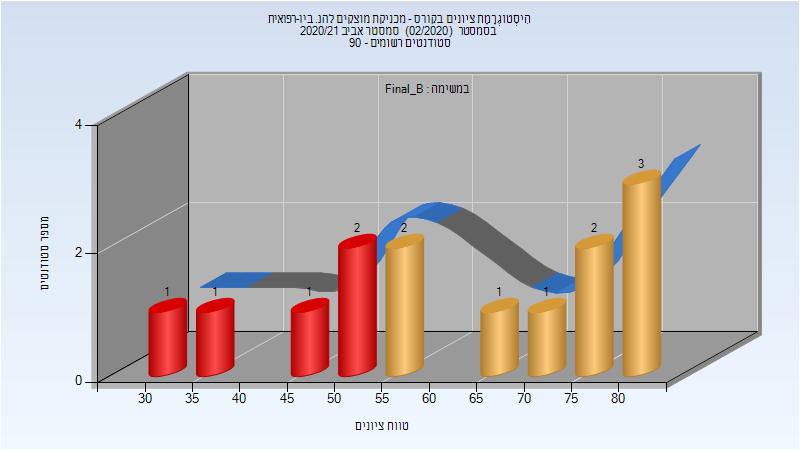 היסְטוגְרָמַת ציונים בקורס - מכניקת מוצקים להנ. ביו-רפואית
בסמסטר (02/2020) סמסטר אביב 2020/21
סטודנטים רשומים - 90
במשימה : Final_B
מספר סטודנטים
4
2
0
1
1
1
2
2
1
1
2
3
30 35 40 45 50 55 60 65 70 75 80
טווח ציונים